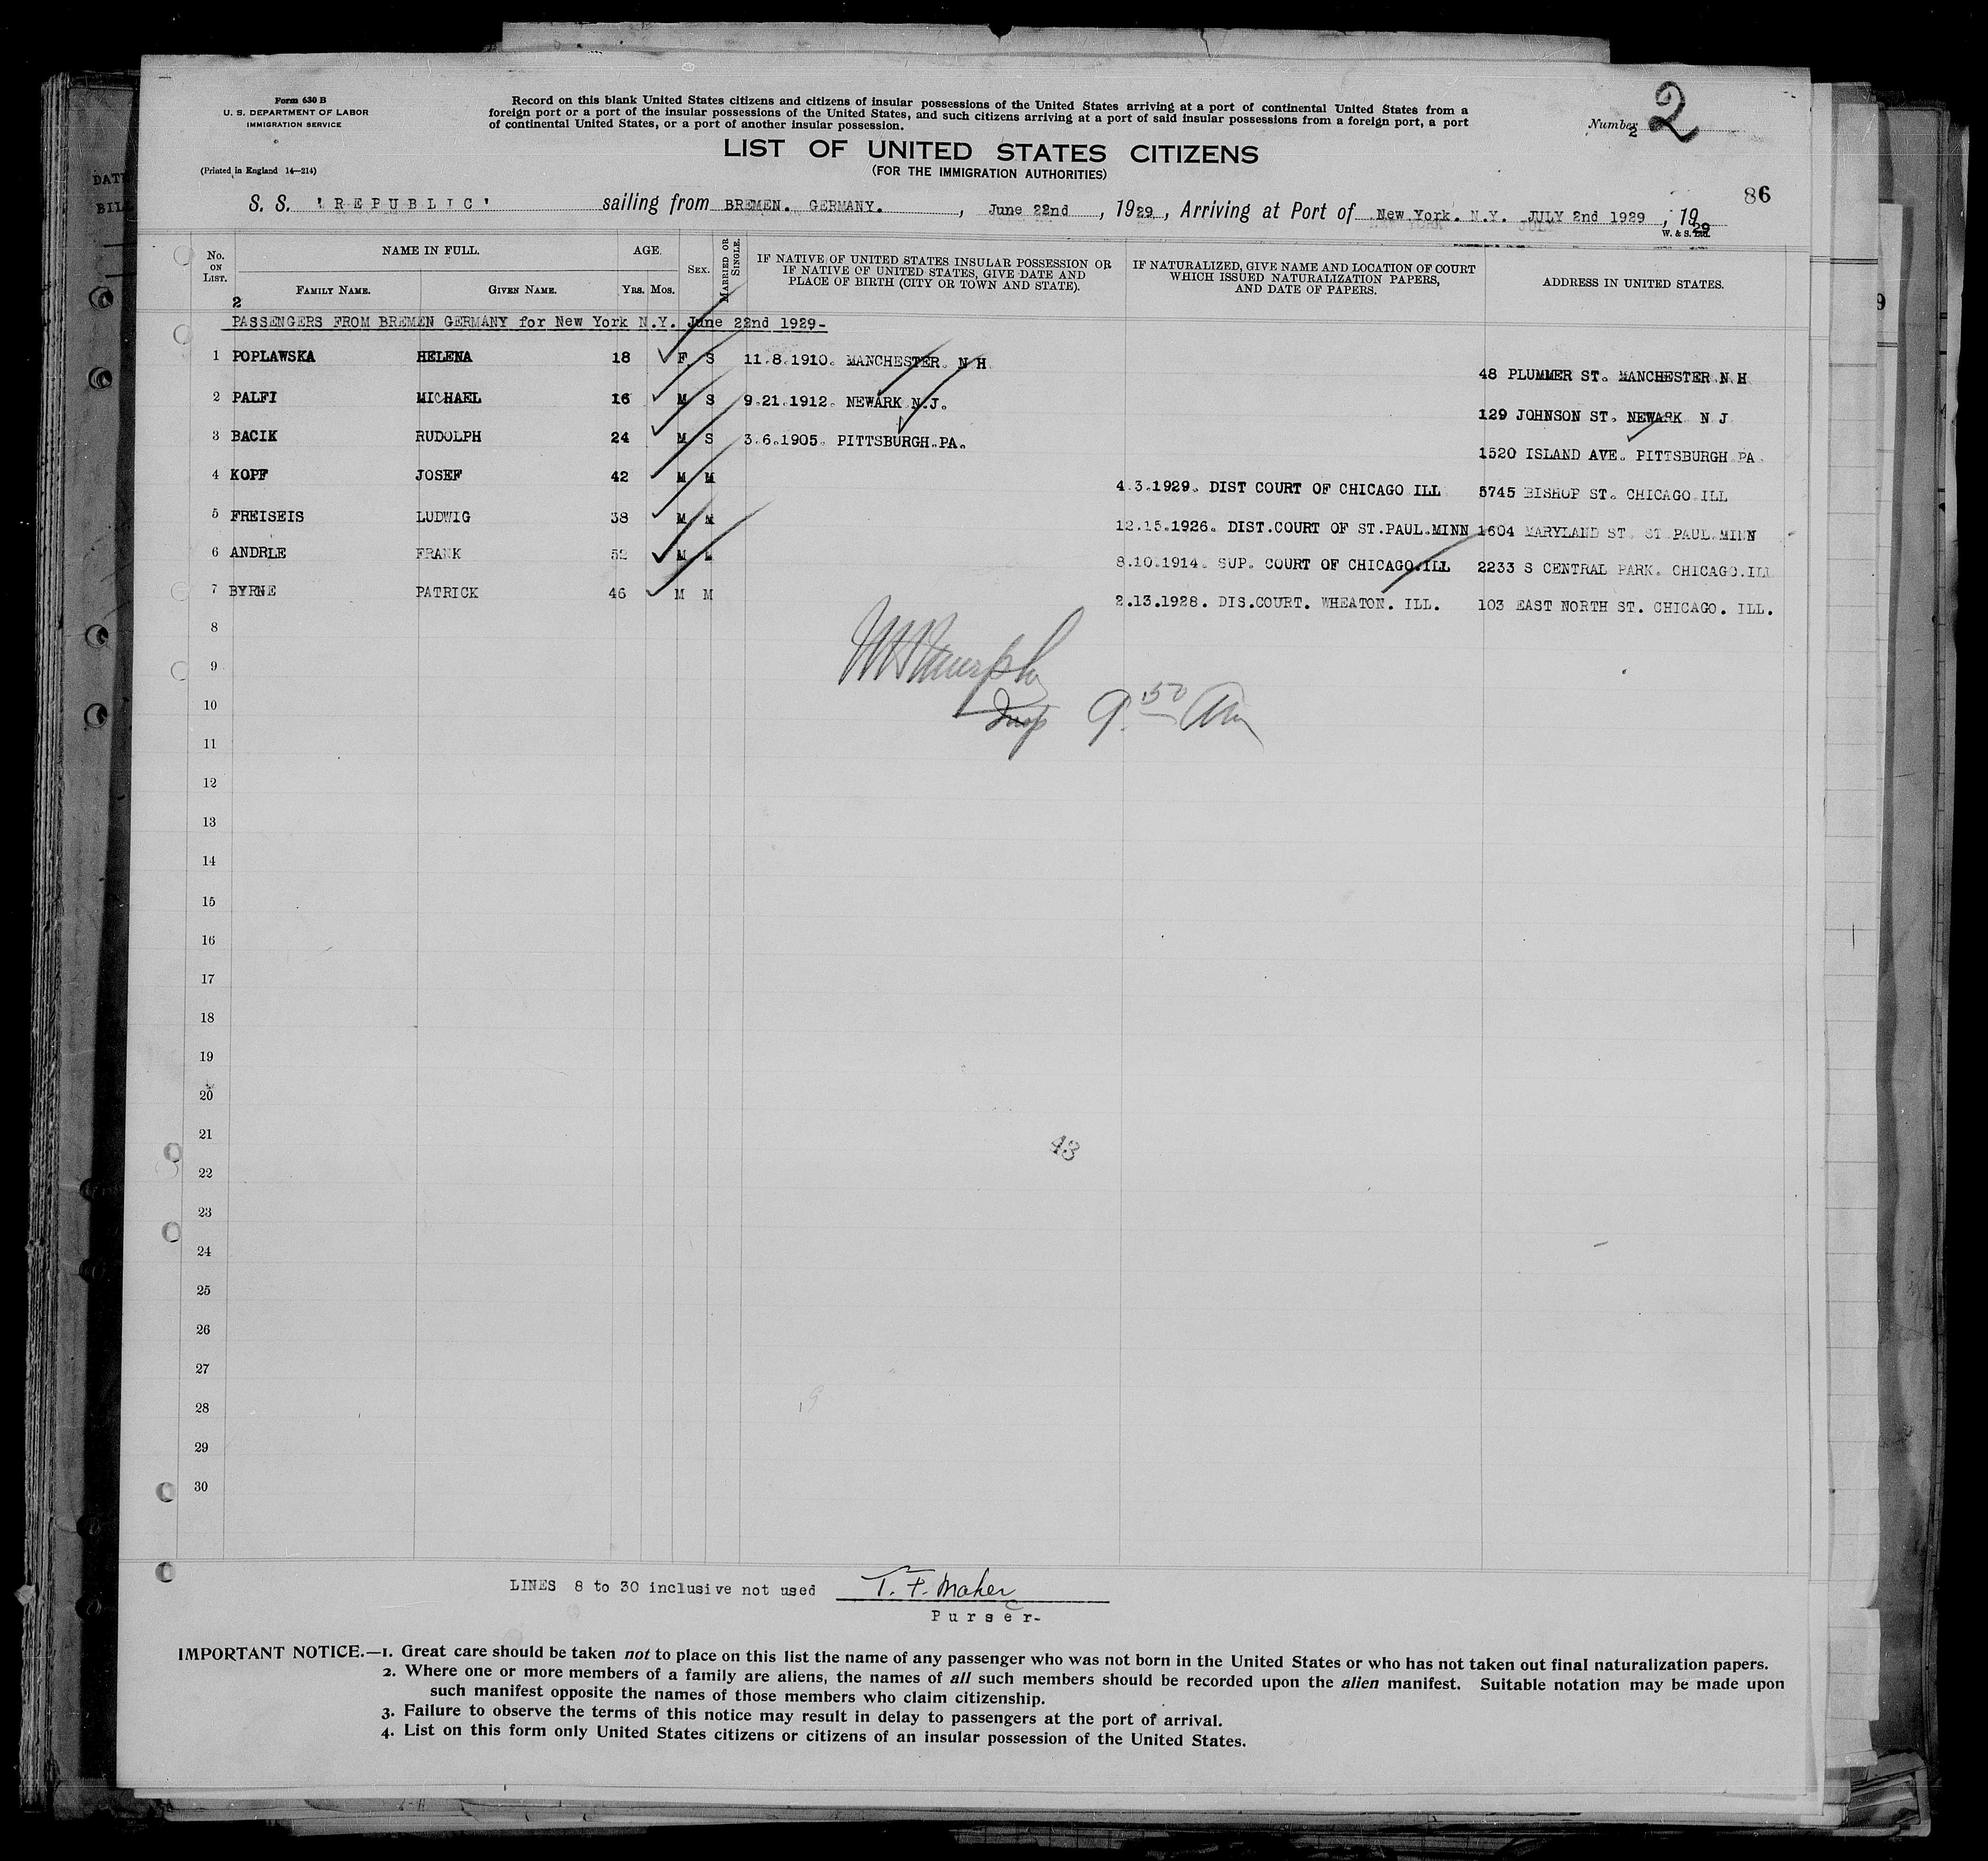 Form 630 B
U. S. DEPARTMENT OF LABOR
IMMIGRATION SERVICE
(Printed in England 14—214)
Record on this blank United States citizens and citizens of insular possessions of the United States arriving at a port of continental United States from a
foreign port or a port of the insular possessions of the United States, and such citizens arriving at a port of said insular possessions from a foreign port, a port
of continental United States, or a port of another insular possession.
Number 2 2
LIST OF UNITED STATES CITIZENS
(FOR THE IMMIGRATION AUTHORITIES)
86
S. S. 'REPUBLIC' sailing from BREMEN. GERMANY. , June 22nd , 1929 , Arriving at Port of New York. N.Y. JULY 2nd 1929 , 1929
W. & S. Ltd.
No. ON LIST. NAME IN FULL. AGE. SEX. MARRIED OR SINGLE. IF NATIVE OF UNITED STATES INSULAR POSSESSION OR IF NATIVE OF UNITED STATES, GIVE DATE AND PLACE OF BIRTH (CITY OR TOWN AND STATE). IF NATURALIZED, GIVE NAME AND LOCATION OF COURT WHICH ISSUED NATURALIZATION PAPERS, AND DATE OF PAPERS. ADDRESS IN UNITED STATES.
FAMILY NAME. GIVEN NAME. YRS. MOS.
2
PASSENGERS FROM BREMEN GERMANY for New York N.Y. June 22nd 1929-
1 POPLAWSKA HELENA 18 F S 11.8.1910. MANCHESTER. N H 48 PLUMMER ST. MANCHESTER.N H
2 PALFI MICHAEL 16 M S 9.21.1912. NEWARK N.J. 129 JOHNSON ST. NEWARK N J
3 BACIK RUDOLPH 24 M S 3.6.1905. PITTSBURGH.PA. 1520 ISLAND AVE. PITTSBURGH.PA.
4 KOPF JOSEF 42 M M 4.3.1929. DIST COURT OF CHICAGO ILL 5745 BISHOP ST. CHICAGO.ILL
5 FREISEIS LUDWIG 38 M M 12.15.1926. DIST.COURT OF ST.PAUL.MINN 1604 MARYLAND ST. ST PAUL.MINN
6 ANDRLE FRANK 52 M 8.10.1914. SUP. COURT OF CHICAGO.ILL 2233 S CENTRAL PARK. CHICAGO.ILL
7 BYRNE PATRICK 46 M M 2.13.1928. DIS.COURT. WHEATON. ILL. 103 EAST NORTH ST. CHICAGO. ILL.
8
Murphy
9
10
Insp 9.50 Am
11
12
13
14
15
16
17
18
19
20
21
43
22
23
24
25
26
27
28
29
30
LINES 8 to 30 inclusive not used T. F. Maher
Purser-
IMPORTANT NOTICE.—1. Great care should be taken not to place on this list the name of any passenger who was not born in the United States or who has not taken out final naturalization papers.
2. Where one or more members of a family are aliens, the names of all such members should be recorded upon the alien manifest. Suitable notation may be made upon
such manifest opposite the names of those members who claim citizenship.
3. Failure to observe the terms of this notice may result in delay to passengers at the port of arrival.
4. List on this form only United States citizens or citizens of an insular possession of the United States.